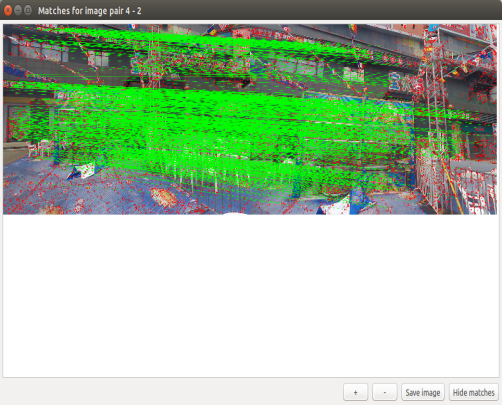 Matches for image pair 4 - 2
+
-
Save image
Hide matches